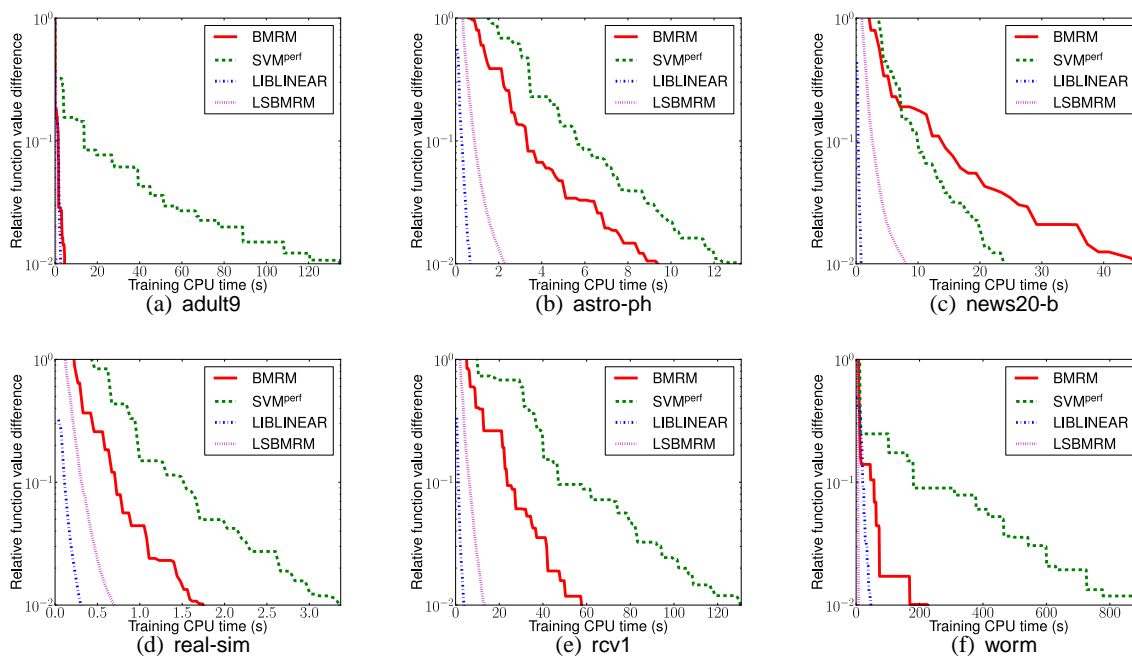 10^0
10^-1
10^-2
Relative function value difference
BMRM
SVM^perf
LIBLINEAR
LSBMRM
0 20 40 60 80 100 120
Training CPU time (s)
(a) adult9
10^0
10^-1
10^-2
Relative function value difference
BMRM
SVM^perf
LIBLINEAR
LSBMRM
0 2 4 6 8 10 12
Training CPU time (s)
(b) astro-ph
10^0
10^-1
10^-2
Relative function value difference
BMRM
SVM^perf
LIBLINEAR
LSBMRM
0 10 20 30 40
Training CPU time (s)
(c) news20-b
10^0
10^-1
10^-2
Relative function value difference
BMRM
SVM^perf
LIBLINEAR
LSBMRM
0.0 0.5 1.0 1.5 2.0 2.5 3.0
Training CPU time (s)
(d) real-sim
10^0
10^-1
10^-2
Relative function value difference
BMRM
SVM^perf
LIBLINEAR
LSBMRM
0 20 40 60 80 100 120
Training CPU time (s)
(e) rcv1
10^0
10^-1
10^-2
Relative function value difference
BMRM
SVM^perf
LIBLINEAR
LSBMRM
0 200 400 600 800
Training CPU time (s)
(f) worm